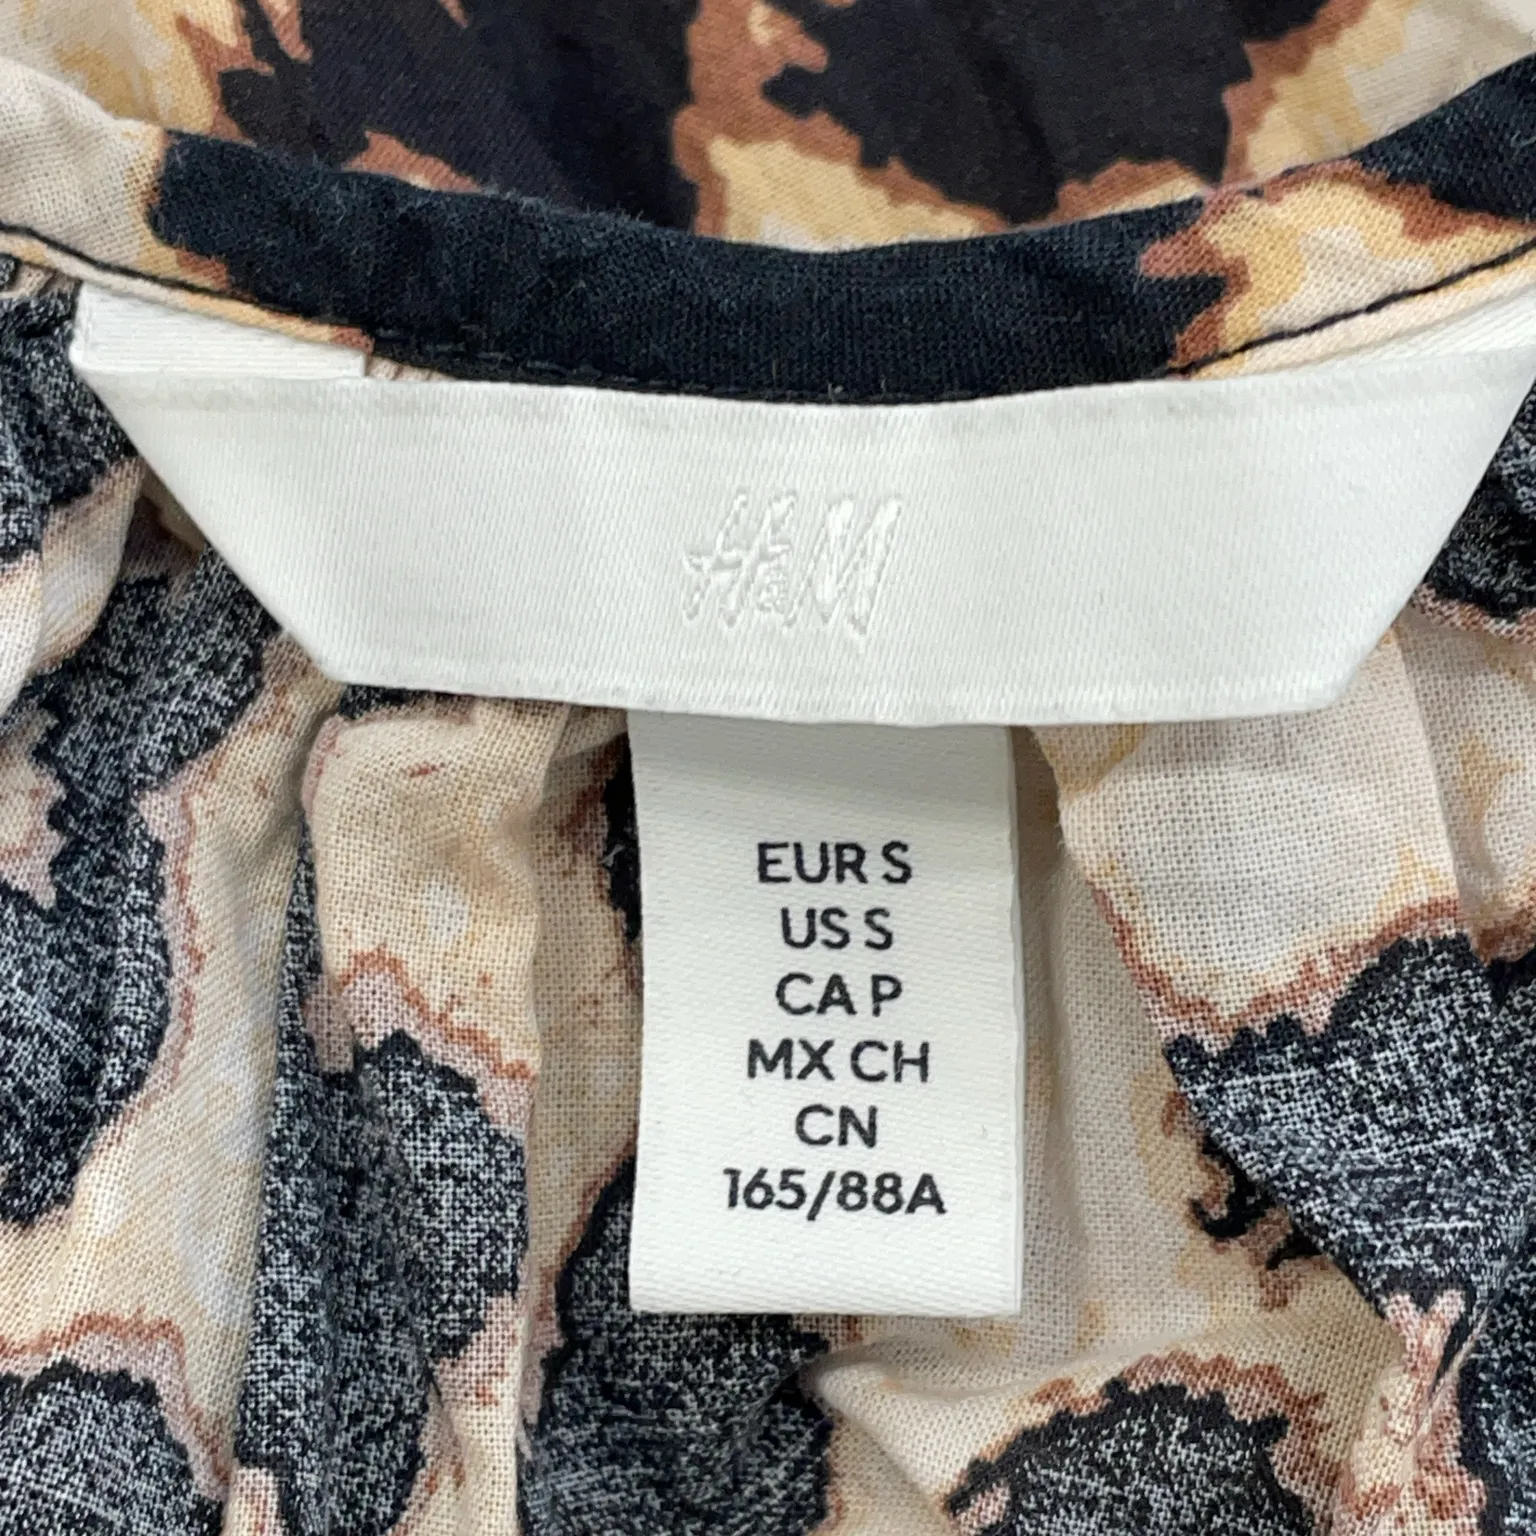 H&M
EUR S
US S
CA P
MX CH
CN
165/88A